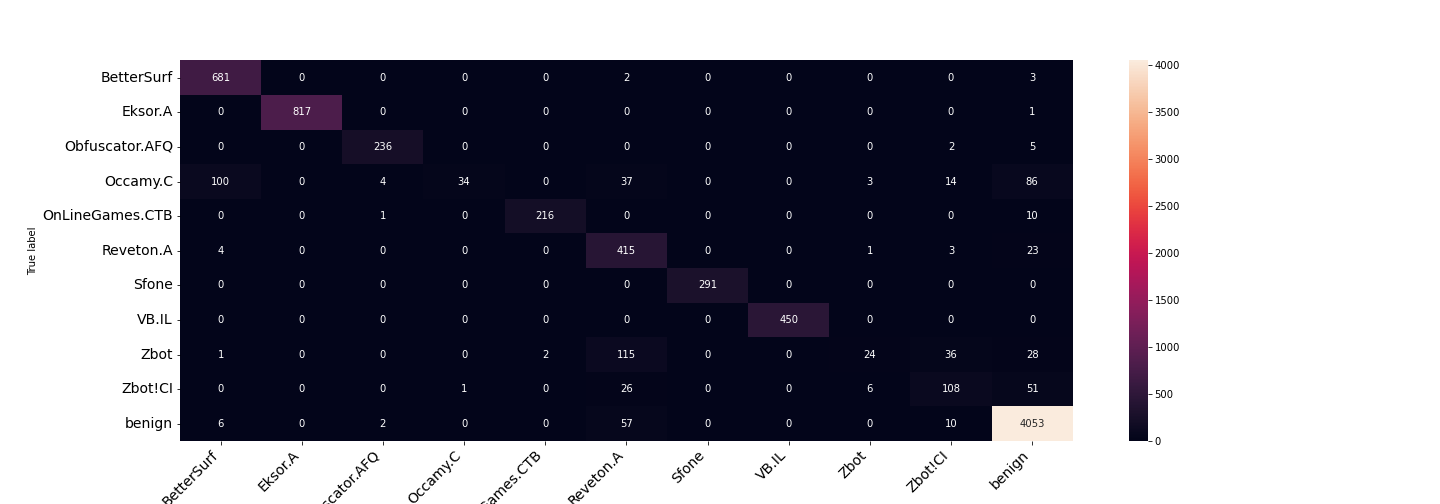 BetterSurf 681 0 0 0 0 2 0 0 0 0 3
Eksor.A 0 817 0 0 0 0 0 0 0 0 1
Obfuscator.AFQ 0 0 236 0 0 0 0 0 0 2 5
Occamy.C 100 0 4 34 0 37 0 0 3 14 86
OnLineGames.CTB 0 0 1 0 216 0 0 0 0 0 10
Reveton.A 4 0 0 0 0 415 0 0 1 3 23
Sfone 0 0 0 0 0 0 291 0 0 0 0
VB.IL 0 0 0 0 0 0 0 450 0 0 0
Zbot 1 0 0 0 2 115 0 0 24 36 28
Zbot!CI 0 0 0 1 0 26 0 0 6 108 51
benign 6 0 2 0 0 57 0 0 0 10 4053
True label
BetterSurf
Eksor.A
scator.AFQ
Occamy.C
Games.CTB
Reveton.A
Sfone
VB.IL
Zbot
Zbot!CI
benign
4000
3500
3000
2500
2000
1500
1000
500
0